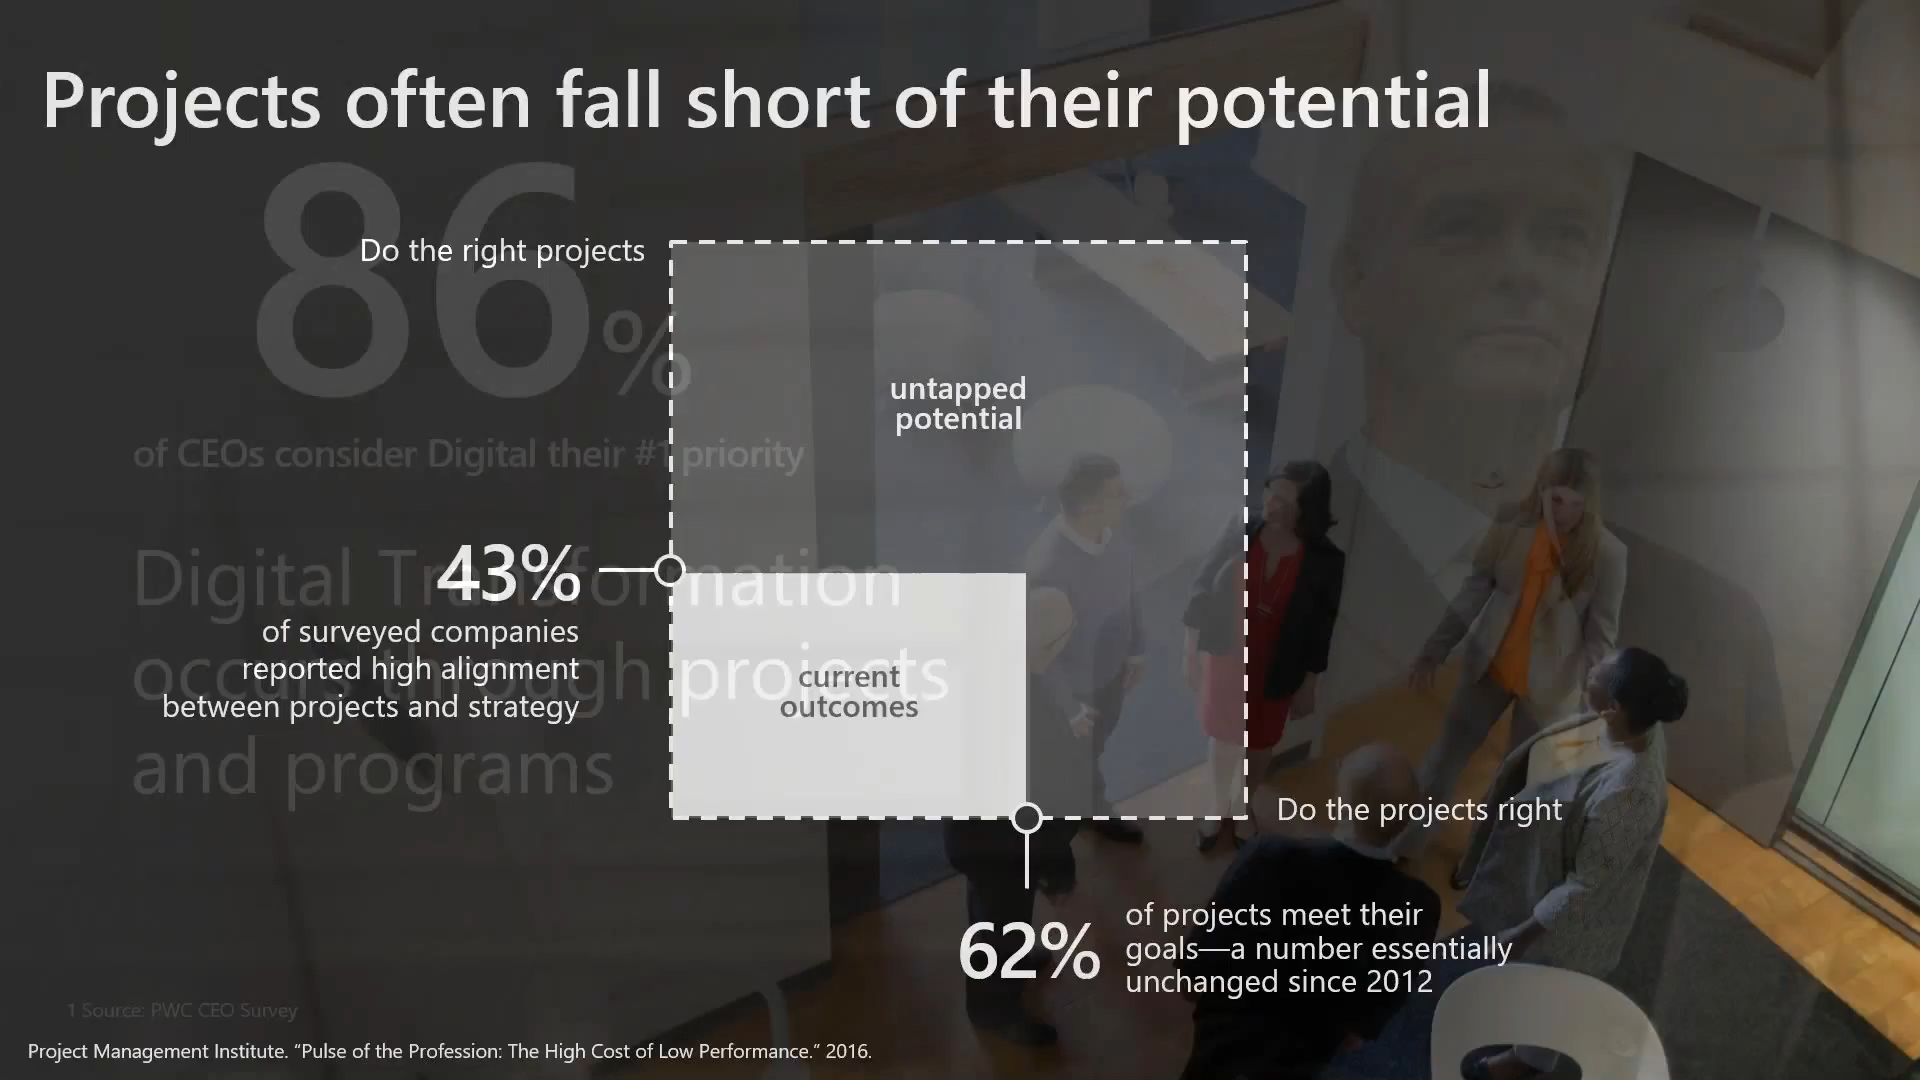 Projects often fall short of their potential
86%
Do the right projects
untapped
potential
of CEOs consider Digital their #1 priority
43%
of surveyed companies
reported high alignment
between projects and strategy
Digital Transformation
occurs through projects
and programs
current
outcomes
Do the projects right
62%
of projects meet their
goals—a number essentially
unchanged since 2012
1 Source: PWC CEO Survey
Project Management Institute. “Pulse of the Profession: The High Cost of Low Performance.” 2016.